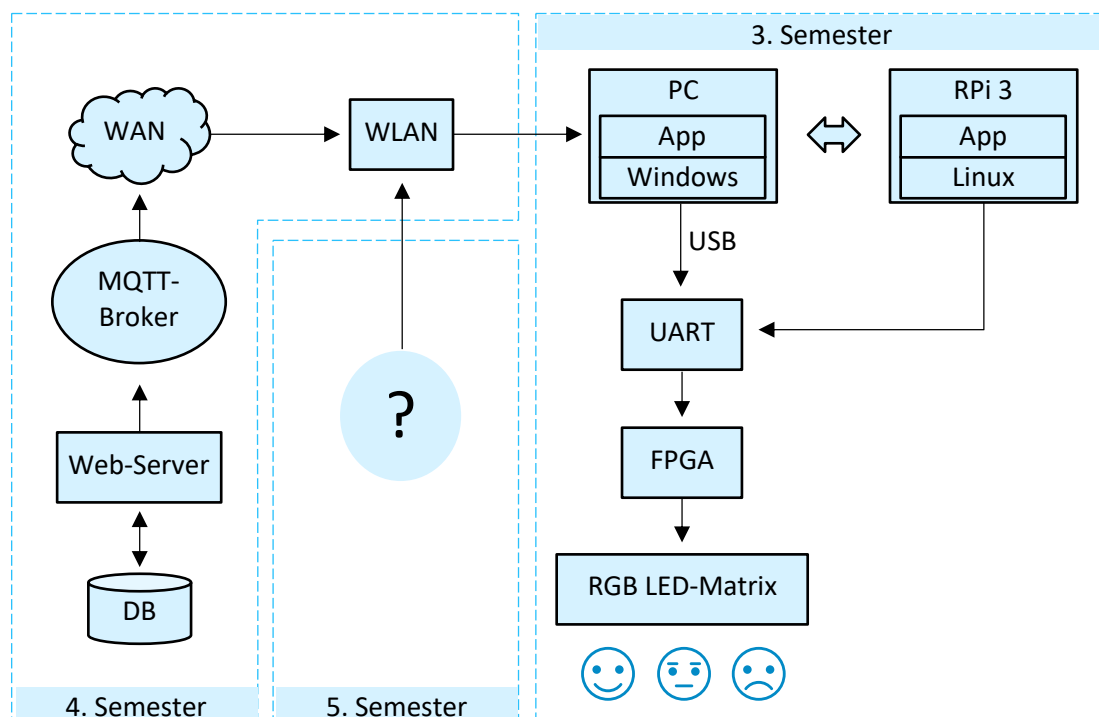 3. Semester
PC
App
Windows
RPi 3
App
Linux
WAN
WLAN
USB
MQTT-
Broker
UART
?
Web-Server
FPGA
DB
RGB LED-Matrix
4. Semester
5. Semester